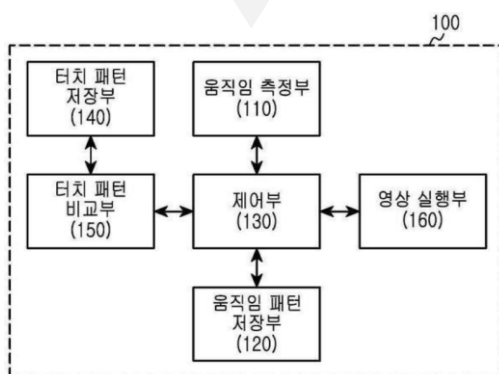 100
터치 패턴
저장부
(140)
움직임 측정부
(110)
터치 패턴
비교부
(150)
제어부
(130)
영상 실행부
(160)
움직임 패턴
저장부
(120)